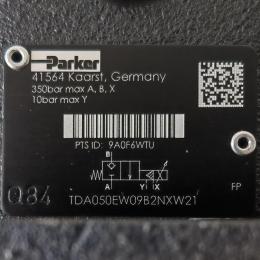 Parker
41564 Kaarst, Germany
350bar max A, B, X
10bar max Y
PTS ID: 9A0F6WTU
B
A Y X
Q84
FP
TDA050EW09B2NXW21